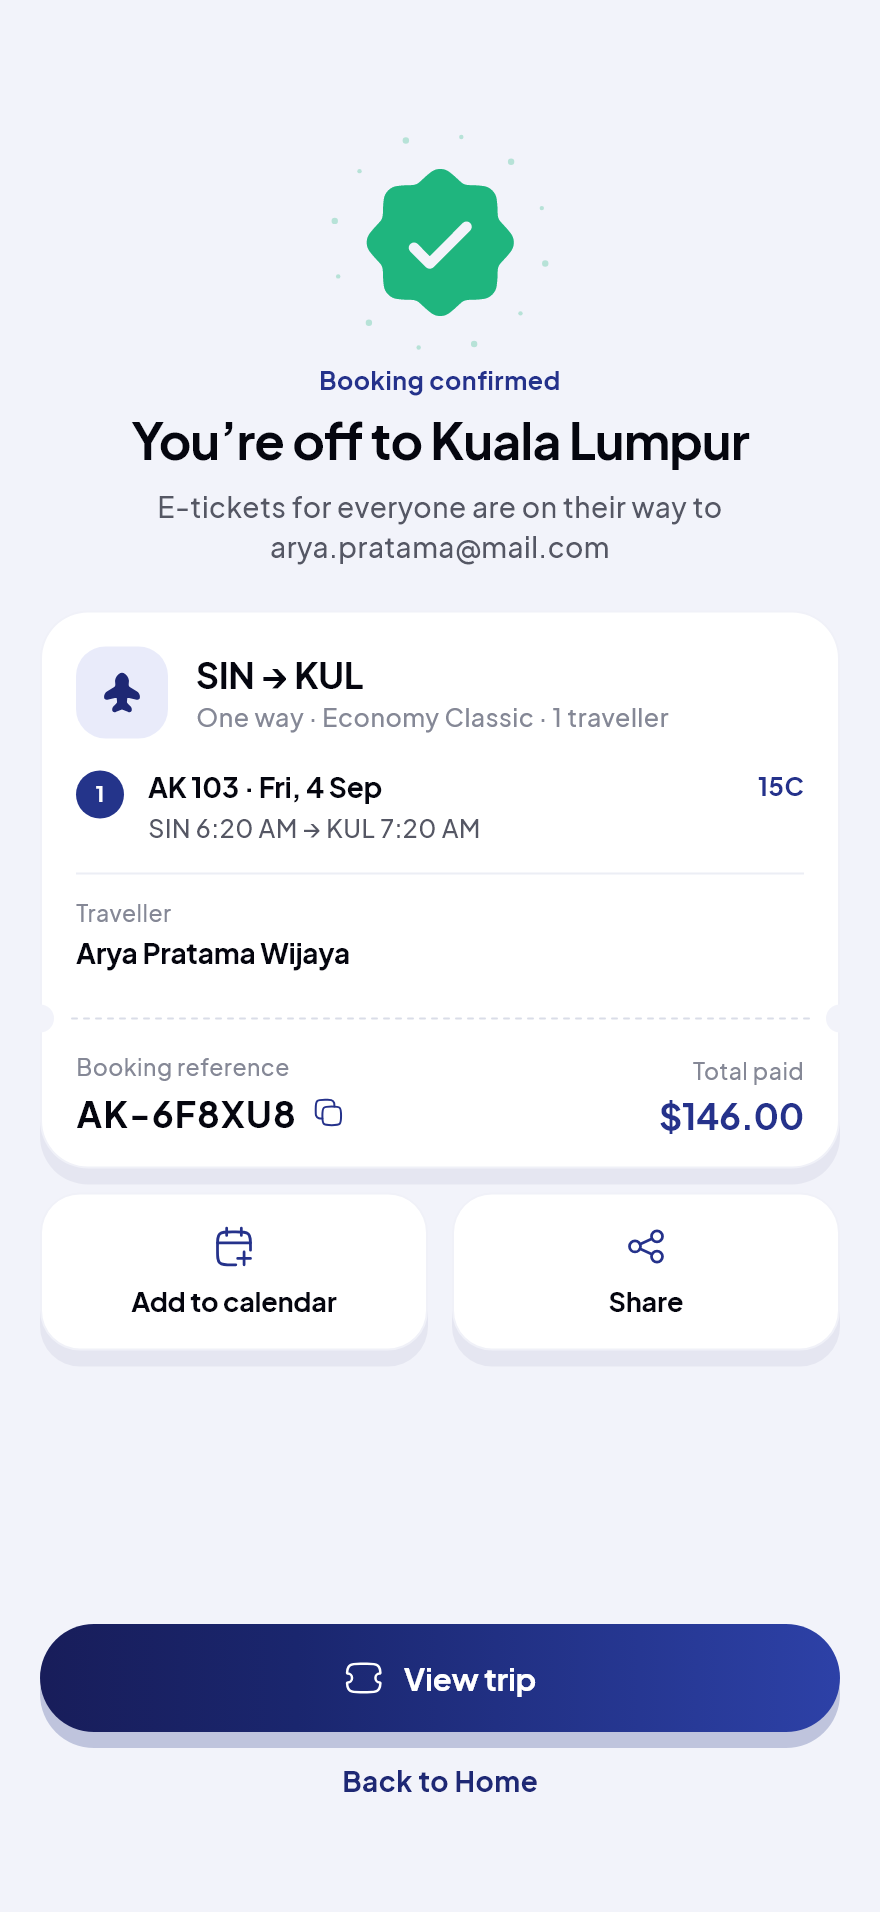 Booking confirmed
You’re off to Kuala Lumpur
E-tickets for everyone are on their way to
arya.pratama@mail.com
SIN → KUL
One way · Economy Classic · 1 traveller
1
AK 103 · Fri, 4 Sep
15C
SIN 6:20 AM → KUL 7:20 AM
Traveller
Arya Pratama Wijaya
Booking reference
Total paid
AK-6F8XU8
$146.00
Add to calendar
Share
View trip
Back to Home